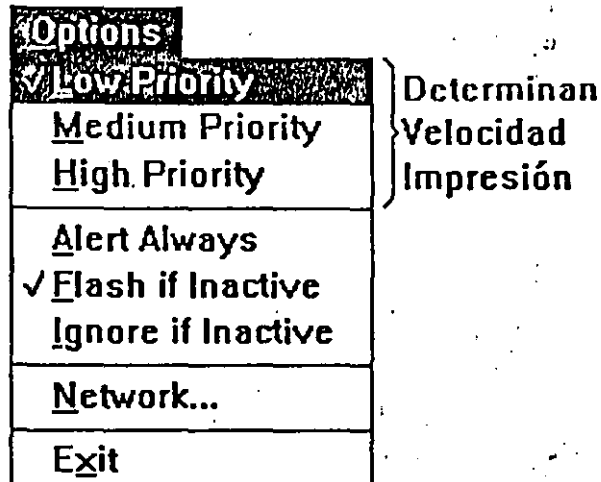 Options
✓ Low Priority
Medium Priority
High Priority
Alert Always
✓ Flash if Inactive
Ignore if Inactive
Network...
Exit
Determinan
Velocidad
Impresión